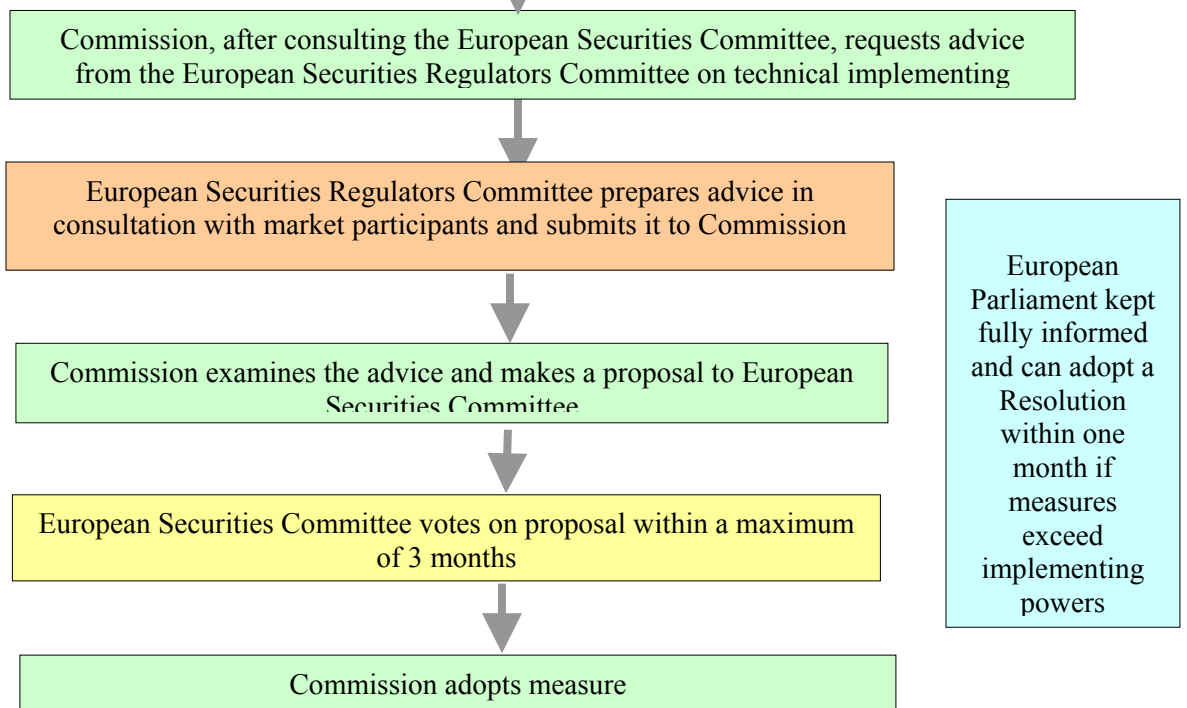 Commission, after consulting the European Securities Committee, requests advice
from the European Securities Regulators Committee on technical implementing
European Securities Regulators Committee prepares advice in
consultation with market participants and submits it to Commission
Commission examines the advice and makes a proposal to European
Securities Committee
European Securities Committee votes on proposal within a maximum
of 3 months
Commission adopts measure
European
Parliament kept
fully informed
and can adopt a
Resolution
within one
month if
measures
exceed
implementing
powers